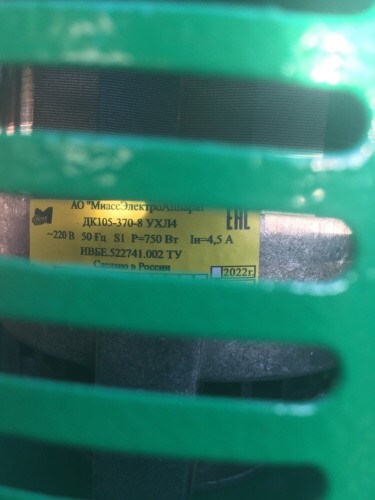 АО "МиассЭлектроАппарат"
ДК105-370-8 УХЛ4
EAC
~220 В 50 Гц S1 P=750 Вт Iн=4,5 А
ИВБЕ.522741.002 ТУ
Сделано в России
2022г.